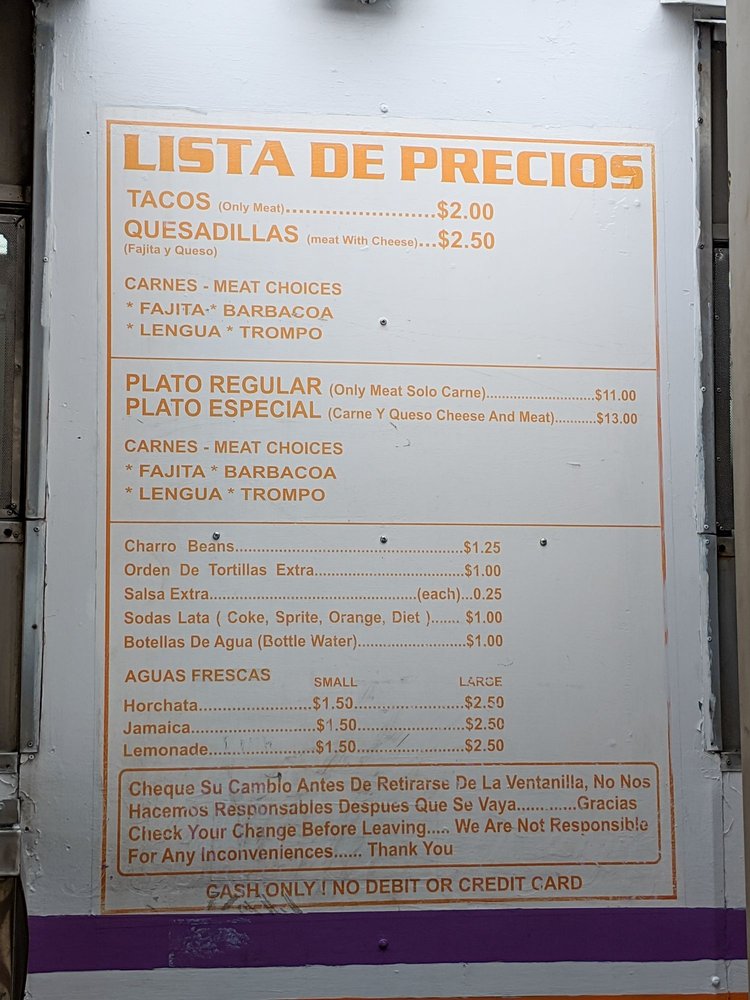 LISTA DE PRECIOS
TACOS (Only Meat).......................$2.00
QUESADILLAS (meat With Cheese)...$2.50
(Fajita y Queso)
CARNES - MEAT CHOICES
* FAJITA * BARBACOA
* LENGUA * TROMPO
PLATO REGULAR (Only Meat Solo Carne)............................$11.00
PLATO ESPECIAL (Carne Y Queso Cheese And Meat)...........$13.00
CARNES - MEAT CHOICES
* FAJITA * BARBACOA
* LENGUA * TROMPO
Charro Beans....................................................$1.25
Orden De Tortillas Extra..................................$1.00
Salsa Extra...............................................(each)...0.25
Sodas Lata ( Coke, Sprite, Orange, Diet )....... $1.00
Botellas De Agua (Bottle Water).........................$1.00
AGUAS FRESCAS SMALL LARGE
Horchata..........................$1.50.........................$2.50
Jamaica...........................$1.50.........................$2.50
Lemonade.........................$1.50.........................$2.50
Cheque Su Cambio Antes De Retirarse De La Ventanilla, No Nos
Hacemos Responsables Despues Que Se Vaya.............Gracias
Check Your Change Before Leaving..... We Are Not Responsible
For Any Inconveniences...... Thank You
CASH ONLY ! NO DEBIT OR CREDIT CARD